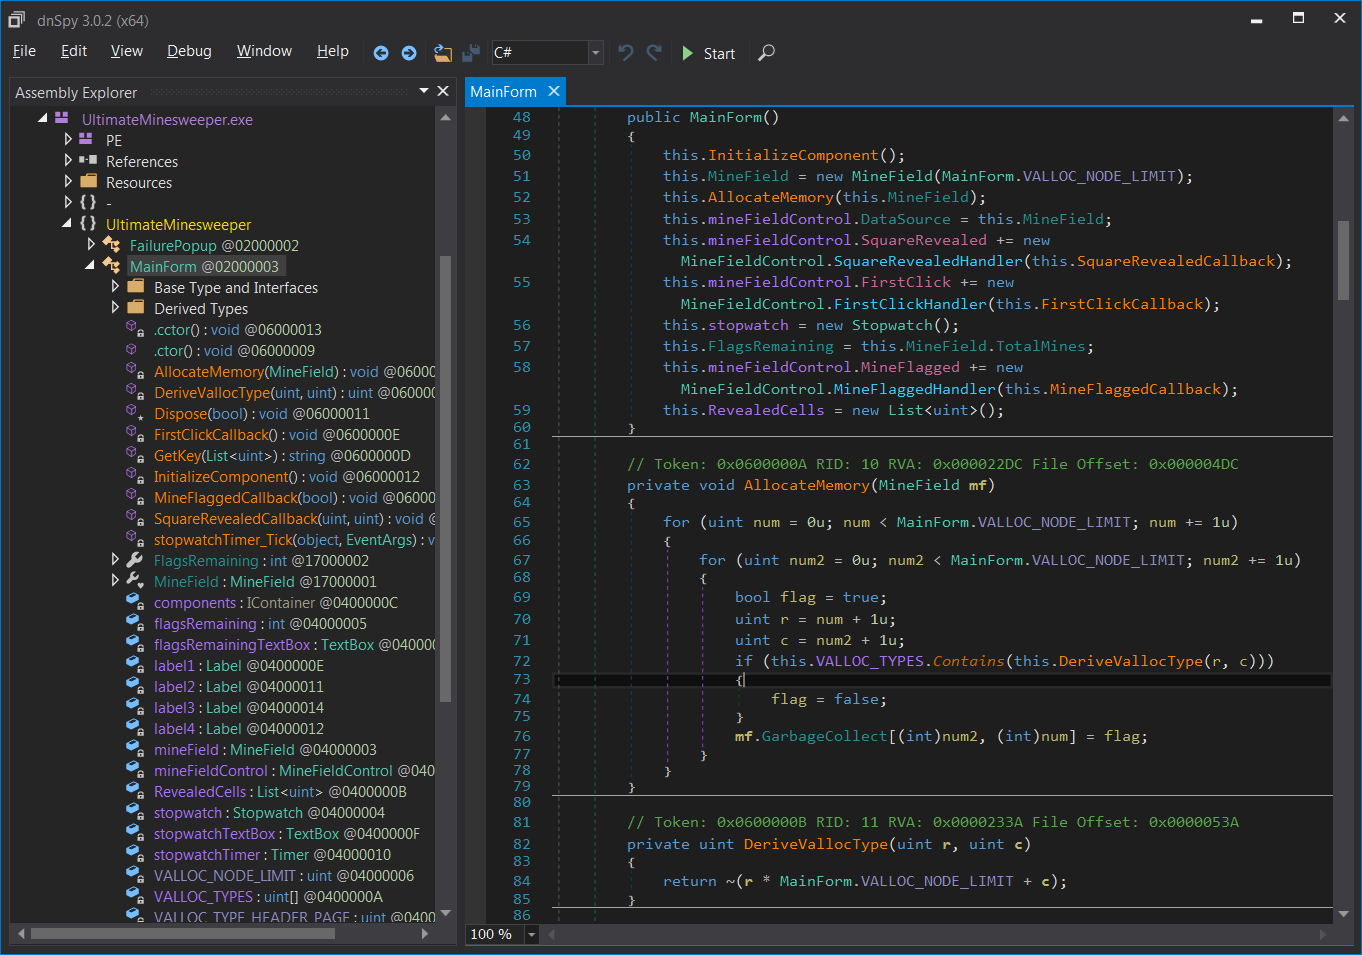 dnSpy 3.0.2 (x64)
File Edit View Debug Window Help C# Start
Assembly Explorer
UltimateMinesweeper.exe
PE
References
Resources
{ } -
{ } UltimateMinesweeper
FailurePopup @02000002
MainForm @02000003
Base Type and Interfaces
Derived Types
.cctor() : void @06000013
.ctor() : void @06000009
AllocateMemory(MineField) : void @0600
DeriveVallocType(uint, uint) : uint @06000
Dispose(bool) : void @06000011
FirstClickCallback() : void @0600000E
GetKey(List<uint>) : string @0600000D
InitializeComponent() : void @06000012
MineFlaggedCallback(bool) : void @0600
SquareRevealedCallback(uint, uint) : void @
stopwatchTimer_Tick(object, EventArgs) : v
FlagsRemaining : int @17000002
MineField : MineField @17000001
components : IContainer @0400000C
flagsRemaining : int @04000005
flagsRemainingTextBox : TextBox @04000
label1 : Label @0400000E
label2 : Label @04000011
label3 : Label @04000014
label4 : Label @04000012
mineField : MineField @04000003
mineFieldControl : MineFieldControl @040
RevealedCells : List<uint> @0400000B
stopwatch : Stopwatch @04000004
stopwatchTextBox : TextBox @0400000F
stopwatchTimer : Timer @04000010
VALLOC_NODE_LIMIT : uint @04000006
VALLOC_TYPES : uint[] @0400000A
VALLOC_TYPE_HEADER_PAGE : uint @0400
MainForm
48 public MainForm()
49 {
50 this.InitializeComponent();
51 this.MineField = new MineField(MainForm.VALLOC_NODE_LIMIT);
52 this.AllocateMemory(this.MineField);
53 this.mineFieldControl.DataSource = this.MineField;
54 this.mineFieldControl.SquareRevealed += new
MineFieldControl.SquareRevealedHandler(this.SquareRevealedCallback);
55 this.mineFieldControl.FirstClick += new
MineFieldControl.FirstClickHandler(this.FirstClickCallback);
56 this.stopwatch = new Stopwatch();
57 this.FlagsRemaining = this.MineField.TotalMines;
58 this.mineFieldControl.MineFlagged += new
MineFieldControl.MineFlaggedHandler(this.MineFlaggedCallback);
59 this.RevealedCells = new List<uint>();
60 }
61
62 // Token: 0x0600000A RID: 10 RVA: 0x000022DC File Offset: 0x000004DC
63 private void AllocateMemory(MineField mf)
64 {
65 for (uint num = 0u; num < MainForm.VALLOC_NODE_LIMIT; num += 1u)
66 {
67 for (uint num2 = 0u; num2 < MainForm.VALLOC_NODE_LIMIT; num2 += 1u)
68 {
69 bool flag = true;
70 uint r = num + 1u;
71 uint c = num2 + 1u;
72 if (this.VALLOC_TYPES.Contains(this.DeriveVallocType(r, c)))
73 {
74 flag = false;
75 }
76 mf.GarbageCollect[(int)num2, (int)num] = flag;
77 }
78 }
79 }
80
81 // Token: 0x0600000B RID: 11 RVA: 0x0000233A File Offset: 0x0000053A
82 private uint DeriveVallocType(uint r, uint c)
83 {
84 return ~(r * MainForm.VALLOC_NODE_LIMIT + c);
85 }
86
100 %